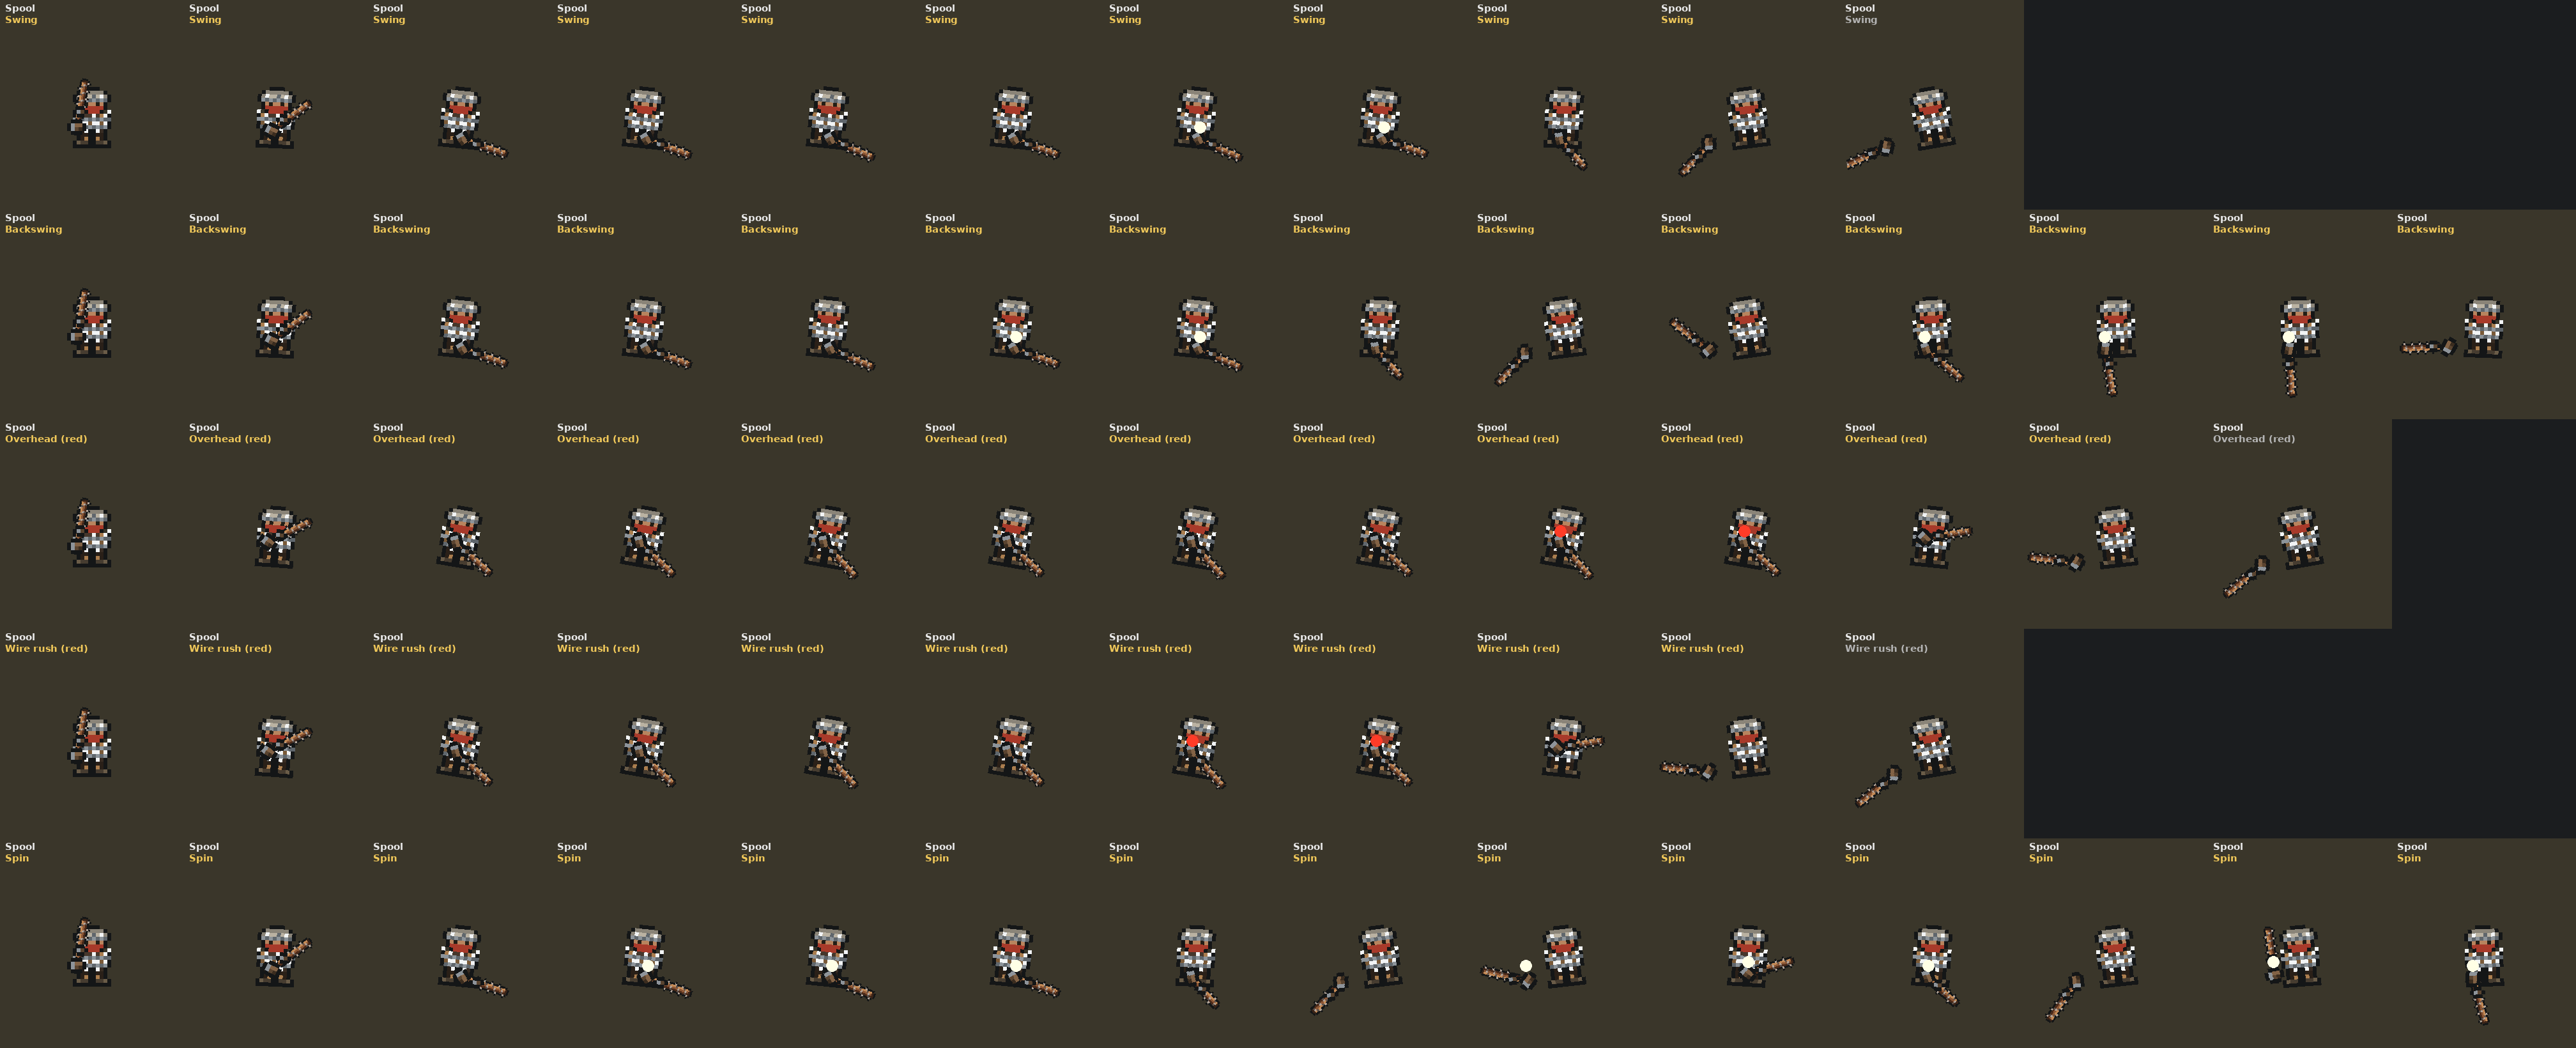 Spool Spool Spool Spool Spool Spool Spool Spool Spool Spool Spool
Swing Swing Swing Swing Swing Swing Swing Swing Swing Swing Swing
Spool Spool Spool Spool Spool Spool Spool Spool Spool Spool Spool Spool Spool Spool
Backswing Backswing Backswing Backswing Backswing Backswing Backswing Backswing Backswing Backswing Backswing Backswing Backswing Backswing
Spool Spool Spool Spool Spool Spool Spool Spool Spool Spool Spool Spool Spool
Overhead (red) Overhead (red) Overhead (red) Overhead (red) Overhead (red) Overhead (red) Overhead (red) Overhead (red) Overhead (red) Overhead (red) Overhead (red) Overhead (red) Overhead (red)
Spool Spool Spool Spool Spool Spool Spool Spool Spool Spool Spool
Wire rush (red) Wire rush (red) Wire rush (red) Wire rush (red) Wire rush (red) Wire rush (red) Wire rush (red) Wire rush (red) Wire rush (red) Wire rush (red) Wire rush (red)
Spool Spool Spool Spool Spool Spool Spool Spool Spool Spool Spool Spool Spool Spool
Spin Spin Spin Spin Spin Spin Spin Spin Spin Spin Spin Spin Spin Spin